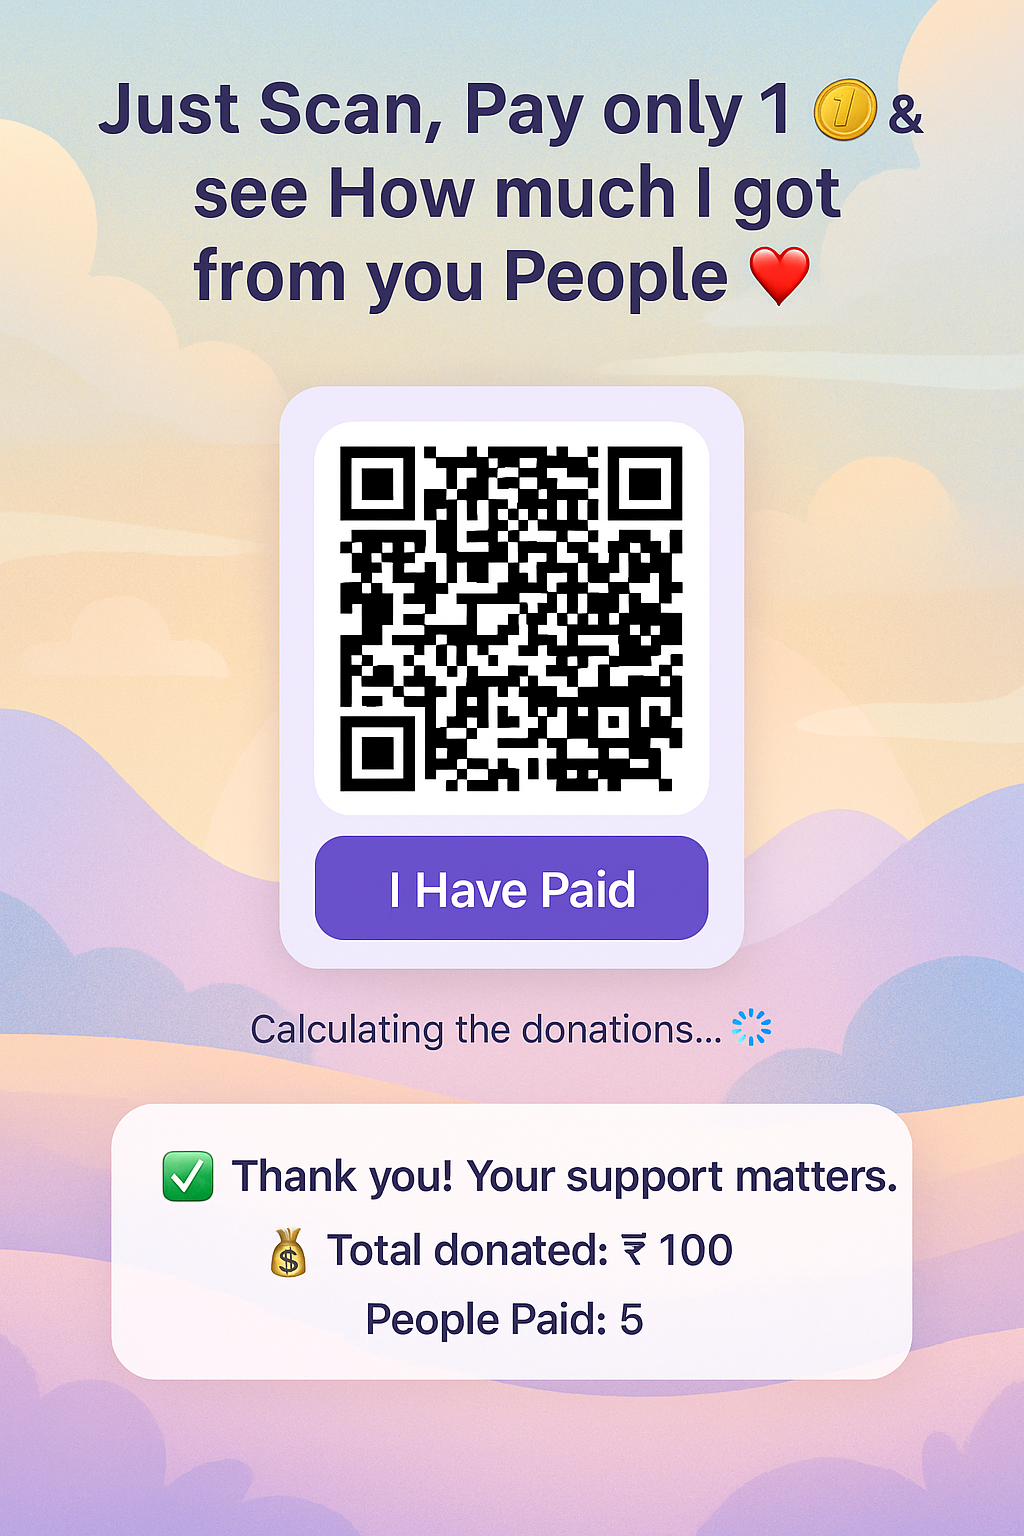 Just Scan, Pay only 1 🪙 &
see How much I got
from you People ❤️
I Have Paid
Calculating the donations...
✅ Thank you! Your support matters.
💰 Total donated: ₹ 100
People Paid: 5